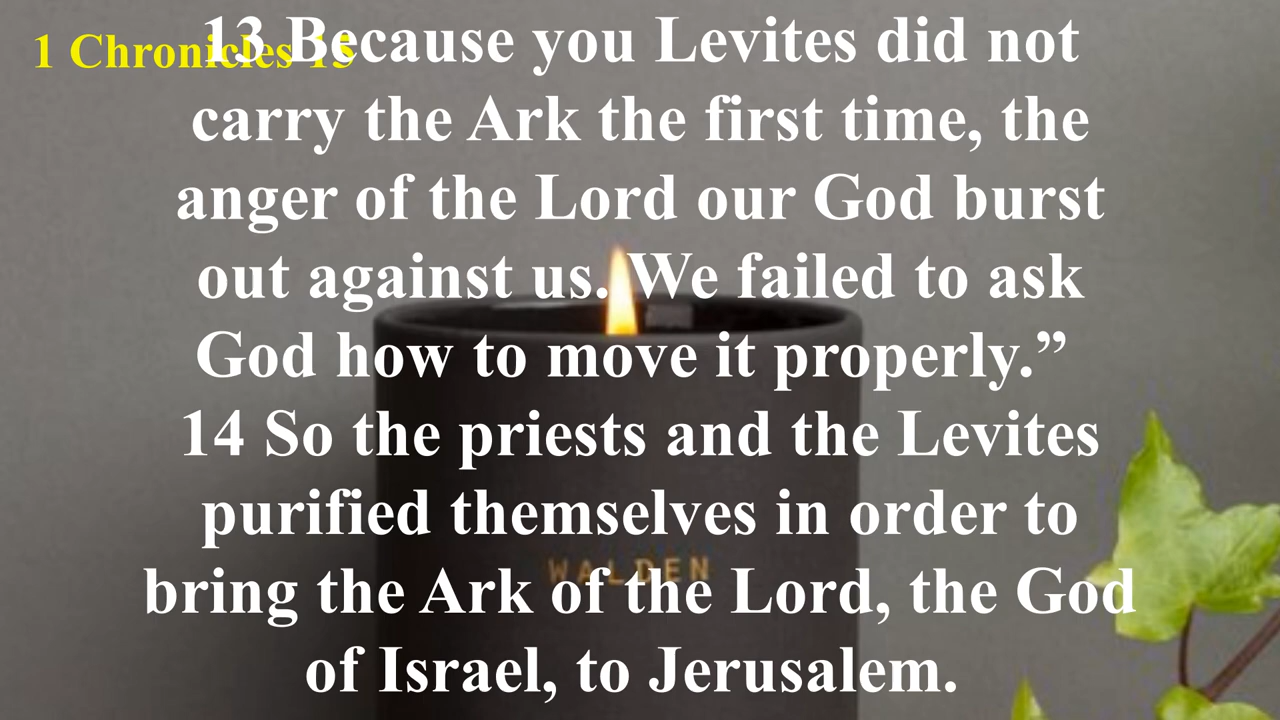 1 Chronicles 15
13 Because you Levites did not
carry the Ark the first time, the
anger of the Lord our God burst
out against us. We failed to ask
God how to move it properly.”
14 So the priests and the Levites
purified themselves in order to
WALDEN
bring the Ark of the Lord, the God
of Israel, to Jerusalem.